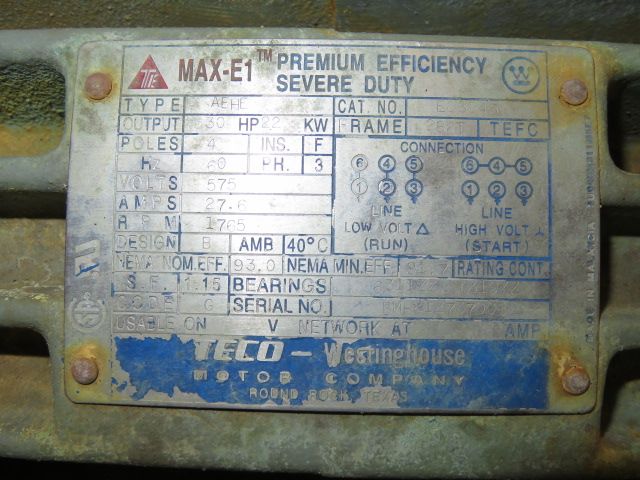 TIE MAX-E1™ PREMIUM EFFICIENCY
SEVERE DUTY
W
TYPE AEHE CAT. NO.
OUTPUT 30 HP 22 KW FRAME TEFC
POLES 4 INS. F
HZ 60 PH. 3
VOLTS 575
AMPS 27.6
RPM 1765
DESIGN B AMB 40°C
CONNECTION
6 4 5 6-4-5
1 2 3 1 2 3
LINE LINE
LOW VOLT △ HIGH VOLT ⅄
(RUN) (START)
NEMA NOM.EFF. 93.0 NEMA MIN.EFF. RATING CONT.
S.F. 1.15 BEARINGS
CODE G SERIAL NO.
USABLE ON V NETWORK AT AMP
TECO - Westinghouse
MOTOR COMPANY
ROUND ROCK, TEXAS